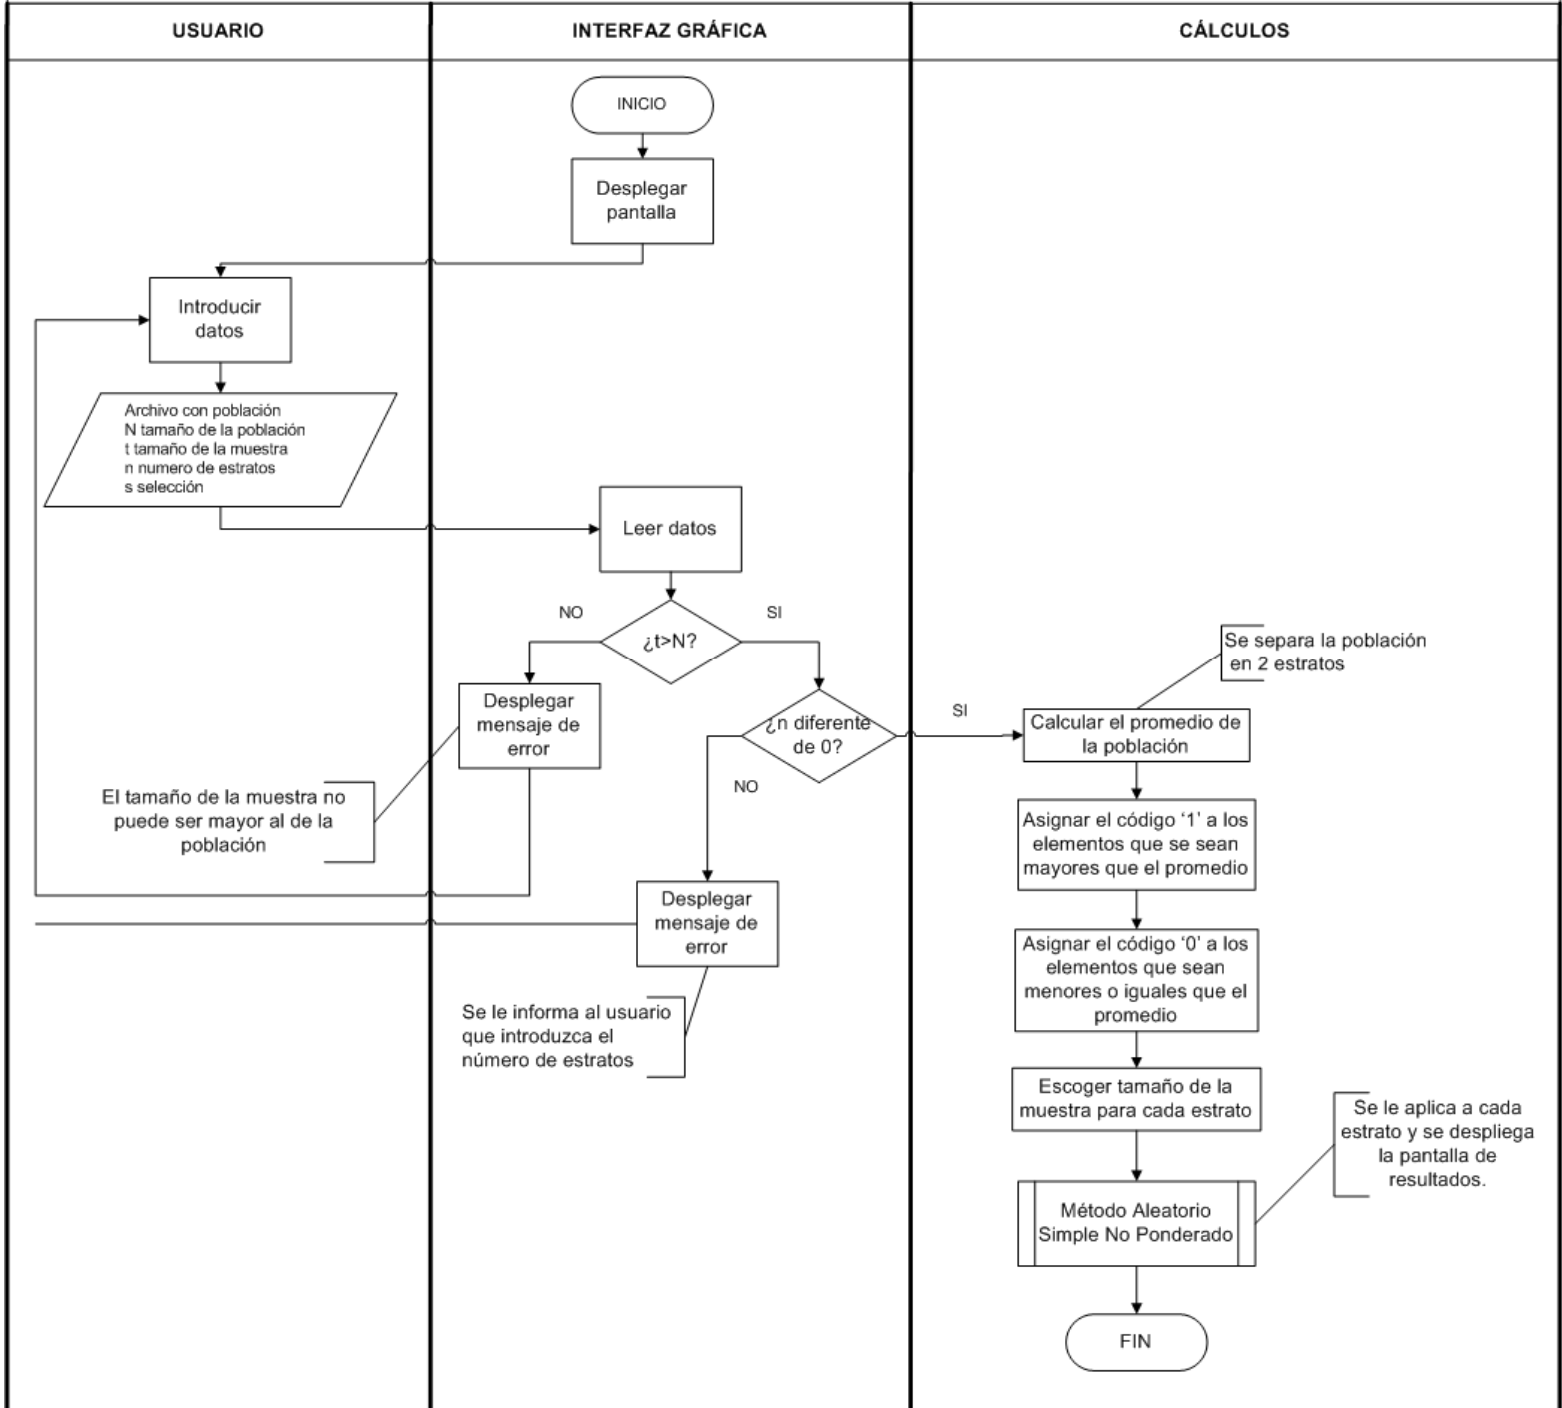 USUARIO
INTERFAZ GRÁFICA
CÁLCULOS
INICIO
Desplegar
pantalla
Introducir
datos
Archivo con población
N tamaño de la población
t tamaño de la muestra
n numero de estratos
s selección
Leer datos
NO
SI
¿t>N?
Desplegar
mensaje de
error
El tamaño de la muestra no
puede ser mayor al de la
población
¿n diferente
de 0?
SI
NO
Desplegar
mensaje de
error
Se le informa al usuario
que introduzca el
número de estratos
Se separa la población
en 2 estratos
Calcular el promedio de
la población
Asignar el código ‘1’ a los
elementos que se sean
mayores que el promedio
Asignar el código ‘0’ a los
elementos que sean
menores o iguales que el
promedio
Escoger tamaño de la
muestra para cada estrato
Se le aplica a cada
estrato y se despliega
la pantalla de
resultados.
Método Aleatorio
Simple No Ponderado
FIN